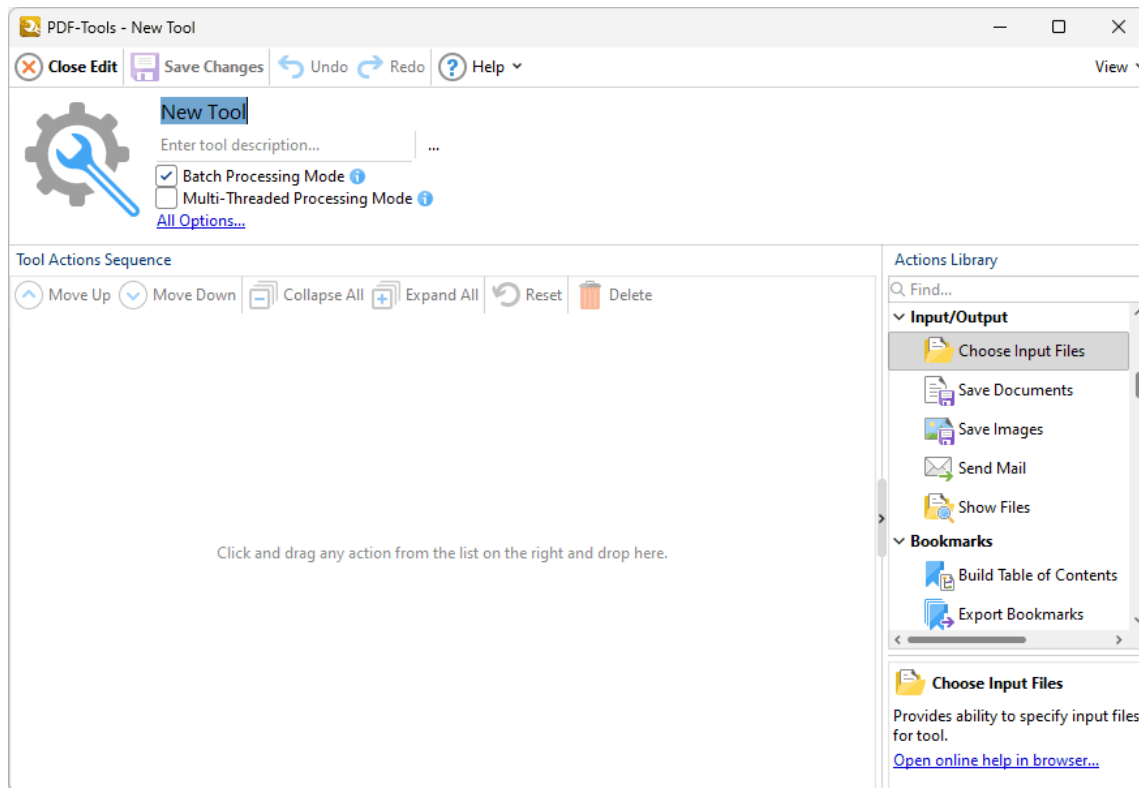 PDF-Tools - New Tool
Close Edit Save Changes Undo Redo Help View
New Tool
Enter tool description... ...
Batch Processing Mode
Multi-Threaded Processing Mode
All Options...
Tool Actions Sequence
Move Up Move Down Collapse All Expand All Reset Delete
Click and drag any action from the list on the right and drop here.
Actions Library
Find...
Input/Output
Choose Input Files
Save Documents
Save Images
Send Mail
Show Files
Bookmarks
Build Table of Contents
Export Bookmarks
Choose Input Files
Provides ability to specify input files
for tool.
Open online help in browser...